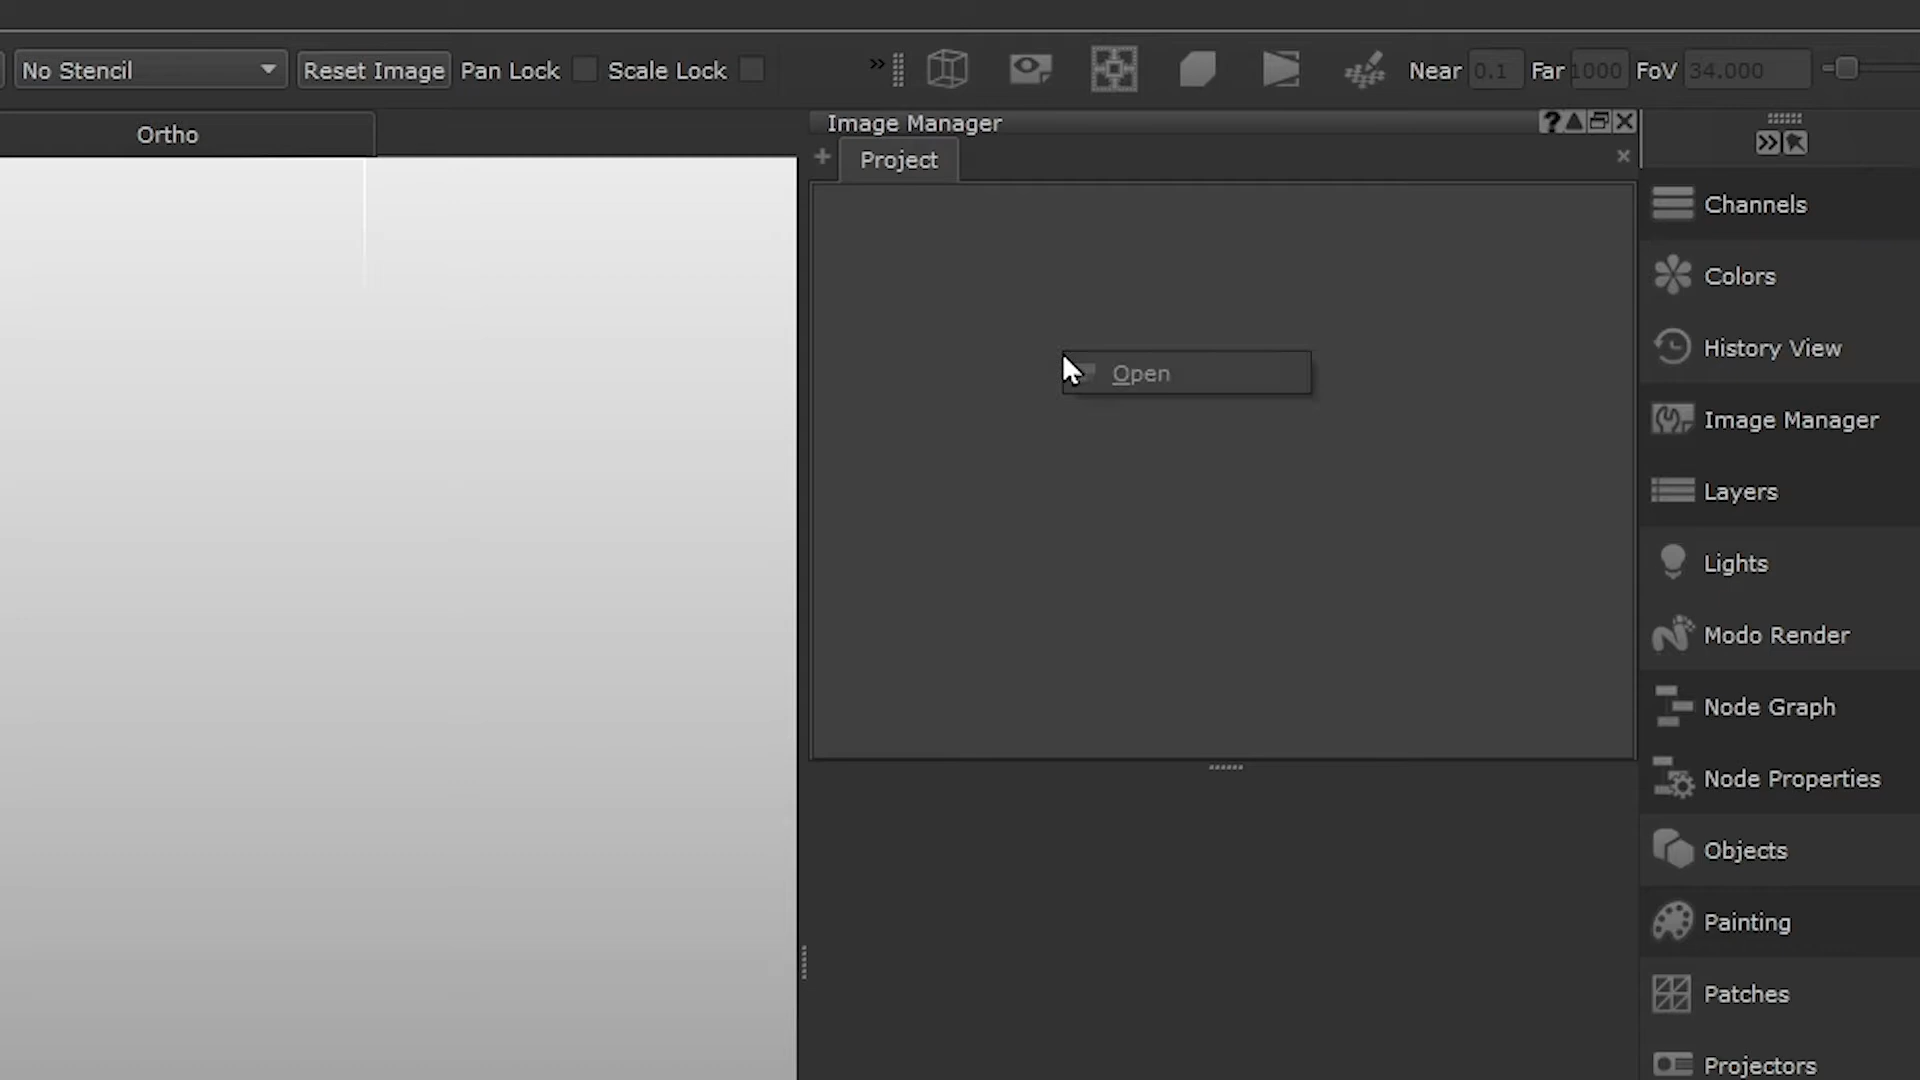 No Stencil
Reset Image
Pan Lock
Scale Lock
Near
0.1
Far
1000
FoV
34.000
Ortho
Image Manager
Project
Open
Channels
Colors
History View
Image Manager
Layers
Lights
Modo Render
Node Graph
Node Properties
Objects
Painting
Patches
Projectors